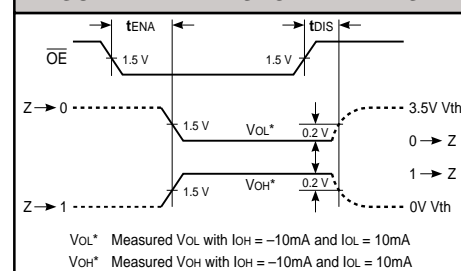 tENA
tDIS
OE
1.5 V
1.5 V
Z → 0
3.5V Vth
1.5 V
VOL*
0.2 V
0 → Z
1 → Z
1.5 V
VOH*
0.2 V
Z → 1
0V Vth
VOL* Measured VOL with IOH = –10mA and IOL = 10mA
VOH* Measured VOH with IOH = –10mA and IOL = 10mA